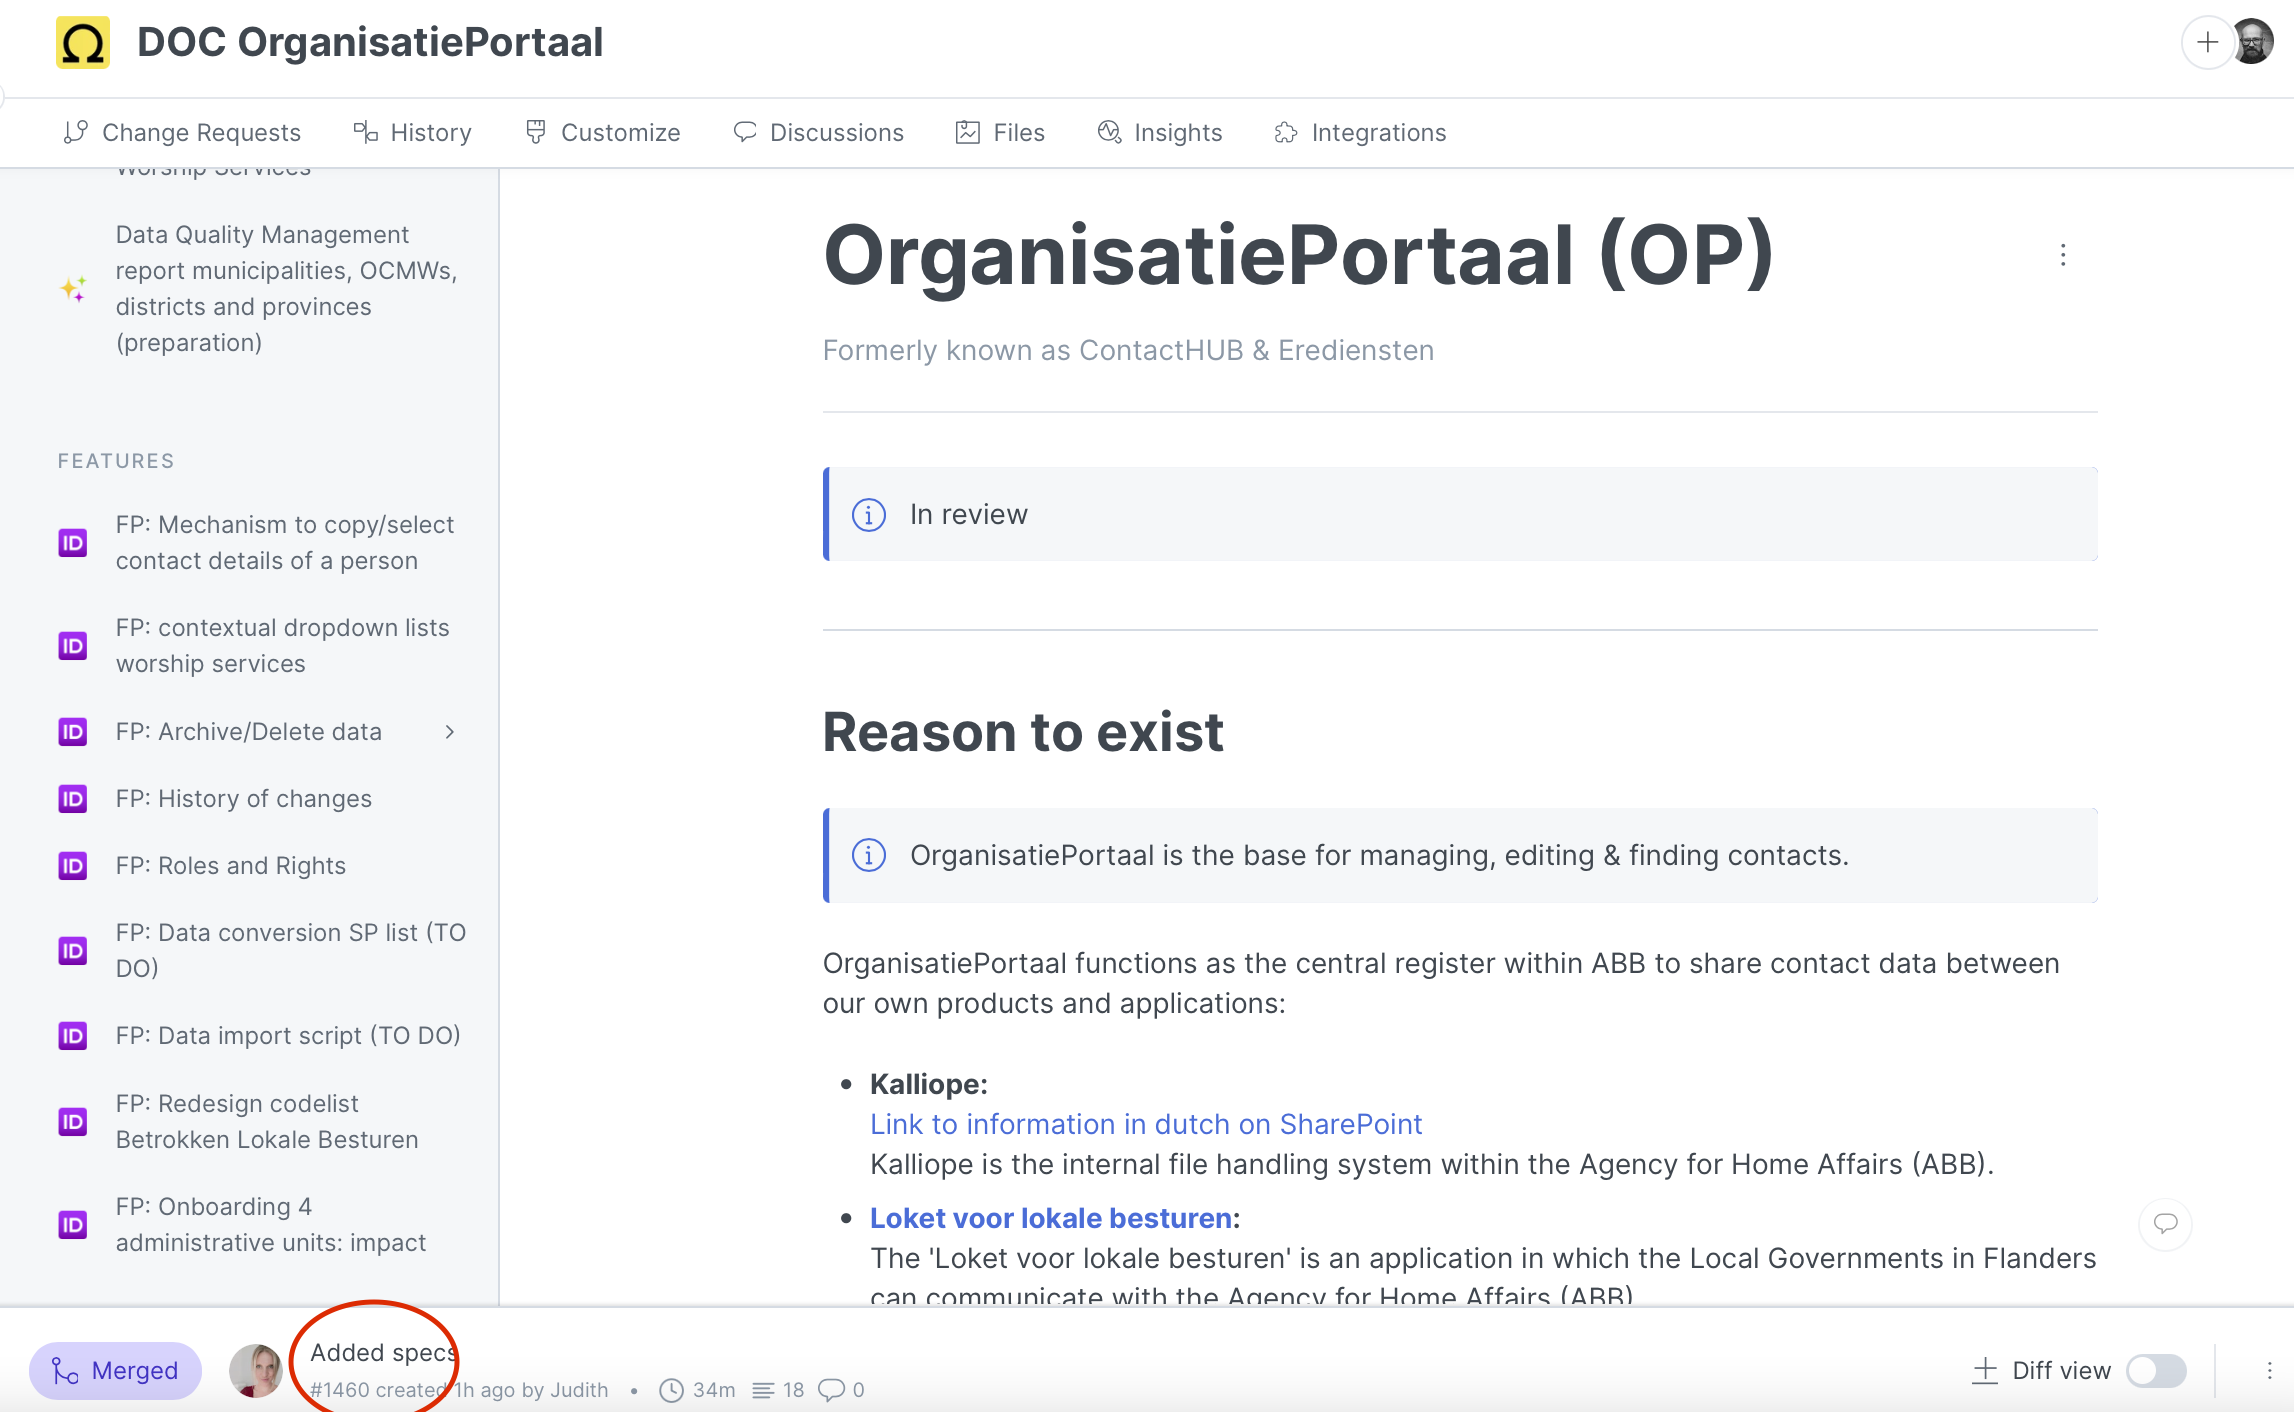 Ω DOC OrganisatiePortaal
Change Requests
History
Customize
Discussions
Files
Insights
Integrations
Worship Services
Data Quality Management
report municipalities, OCMWs,
districts and provinces
(preparation)
FEATURES
ID FP: Mechanism to copy/select
contact details of a person
ID FP: contextual dropdown lists
worship services
ID FP: Archive/Delete data
ID FP: History of changes
ID FP: Roles and Rights
ID FP: Data conversion SP list (TO
DO)
ID FP: Data import script (TO DO)
ID FP: Redesign codelist
Betrokken Lokale Besturen
ID FP: Onboarding 4
administrative units: impact
OrganisatiePortaal (OP)
Formerly known as ContactHUB & Erediensten
In review
Reason to exist
OrganisatiePortaal is the base for managing, editing & finding contacts.
OrganisatiePortaal functions as the central register within ABB to share contact data between
our own products and applications:
• Kalliope:
Link to information in dutch on SharePoint
Kalliope is the internal file handling system within the Agency for Home Affairs (ABB).
• Loket voor lokale besturen:
The 'Loket voor lokale besturen' is an application in which the Local Governments in Flanders
can communicate with the Agency for Home Affairs (ABB)
Merged
Added specs
#1460 created 1h ago by Judith • 34m 18 0
Diff view